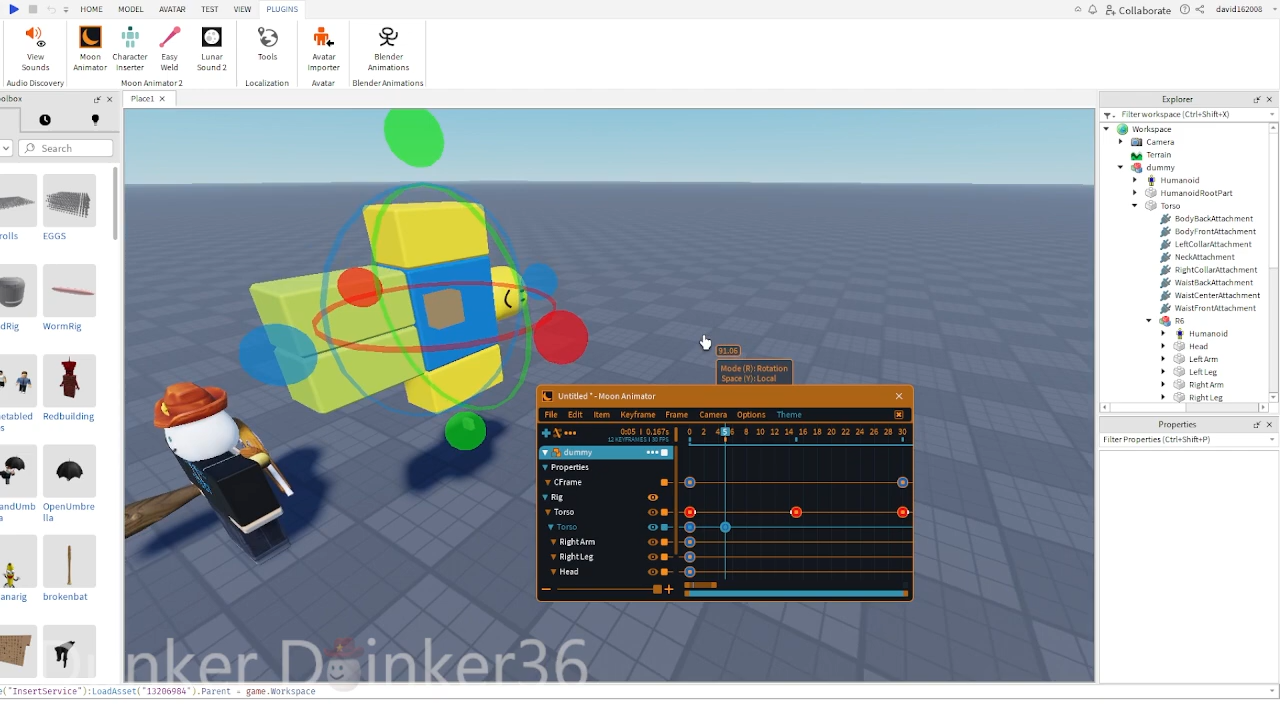 HOME MODEL AVATAR TEST VIEW PLUGINS
Collaborate
david162008
View Sounds
Moon Animator
Character Inserter
Easy Weld
Lunar Sound 2
Tools
Avatar Importer
Blender Animations
Audio Discovery
Moon Animator 2
Localization
Avatar
Blender Animations
Place1
Search
EGGS
WormRig
Redbuilding
OpenUmbrella
brokenbat
91.06
Mode (R): Rotation
Space (Y): Local
Untitled * - Moon Animator
File Edit Item Keyframe Frame Camera Options Theme
0:05 | 0.167s
12 KEYFRAMES | 30 FPS
0 2 4 5 6 8 10 12 14 16 18 20 22 24 26 28 30
dummy
Properties
CFrame
Rig
Torso
Torso
Right Arm
Right Leg
Head
Explorer
Filter workspace (Ctrl+Shift+X)
Workspace
Camera
Terrain
dummy
Humanoid
HumanoidRootPart
Torso
BodyBackAttachment
BodyFrontAttachment
LeftCollarAttachment
NeckAttachment
RightCollarAttachment
WaistBackAttachment
WaistCenterAttachment
WaistFrontAttachment
R6
Humanoid
Head
Left Arm
Left Leg
Right Arm
Right Leg
Properties
Filter Properties (Ctrl+Shift+P)
nker D inker36
("InsertService"):LoadAsset("13206984").Parent = game.Workspace